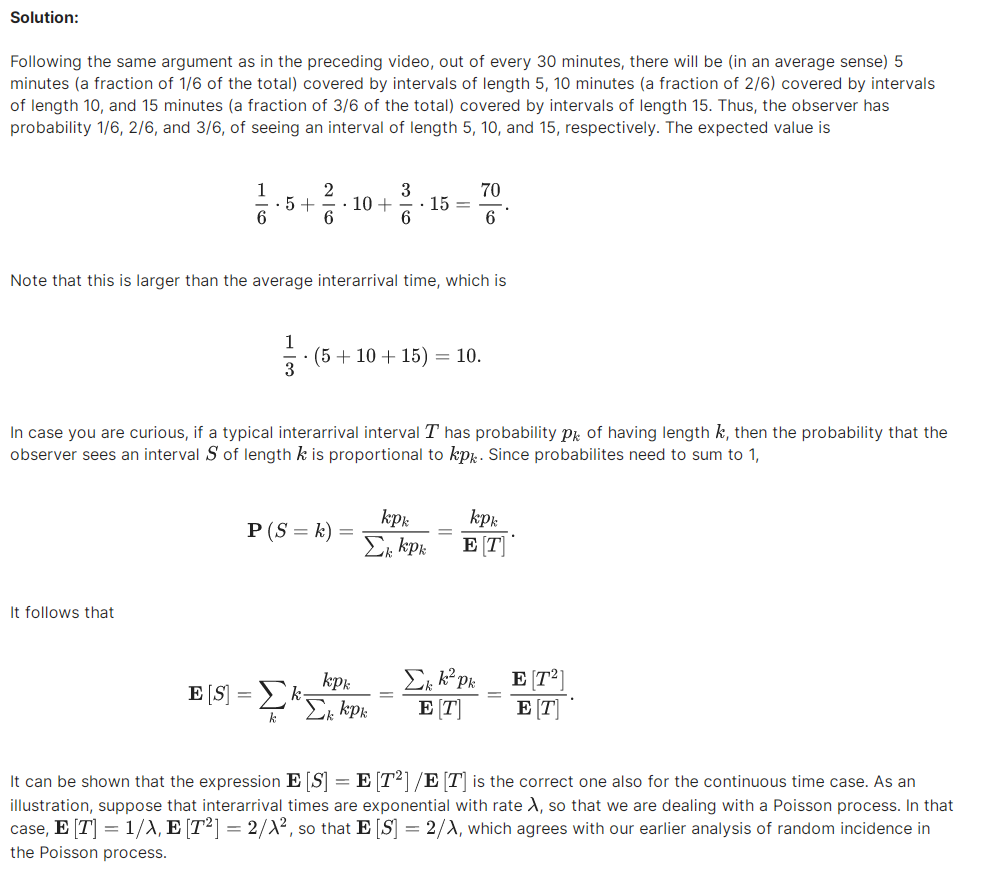 Solution:
Following the same argument as in the preceding video, out of every 30 minutes, there will be (in an average sense) 5
minutes (a fraction of 1/6 of the total) covered by intervals of length 5, 10 minutes (a fraction of 2/6) covered by intervals
of length 10, and 15 minutes (a fraction of 3/6 of the total) covered by intervals of length 15. Thus, the observer has
probability 1/6, 2/6, and 3/6, of seeing an interval of length 5, 10, and 15, respectively. The expected value is
$\frac{1}{6} \cdot 5 + \frac{2}{6} \cdot 10 + \frac{3}{6} \cdot 15 = \frac{70}{6}.$
Note that this is larger than the average interarrival time, which is
$\frac{1}{3} \cdot (5 + 10 + 15) = 10.$
In case you are curious, if a typical interarrival interval $T$ has probability $p_k$ of having length $k$, then the probability that the
observer sees an interval $S$ of length $k$ is proportional to $kp_k$. Since probabilites need to sum to 1,
$\mathbf{P}(S = k) = \frac{kp_k}{\sum_k kp_k} = \frac{kp_k}{\mathbf{E}[T]}.$
It follows that
$\mathbf{E}[S] = \sum_k k \frac{kp_k}{\sum_k kp_k} = \frac{\sum_k k^2 p_k}{\mathbf{E}[T]} = \frac{\mathbf{E}[T^2]}{\mathbf{E}[T]}.$
It can be shown that the expression $\mathbf{E}[S] = \mathbf{E}[T^2]/\mathbf{E}[T]$ is the correct one also for the continuous time case. As an
illustration, suppose that interarrival times are exponential with rate $\lambda$, so that we are dealing with a Poisson process. In that
case, $\mathbf{E}[T] = 1/\lambda$, $\mathbf{E}[T^2] = 2/\lambda^2$, so that $\mathbf{E}[S] = 2/\lambda$, which agrees with our earlier analysis of random incidence in
the Poisson process.